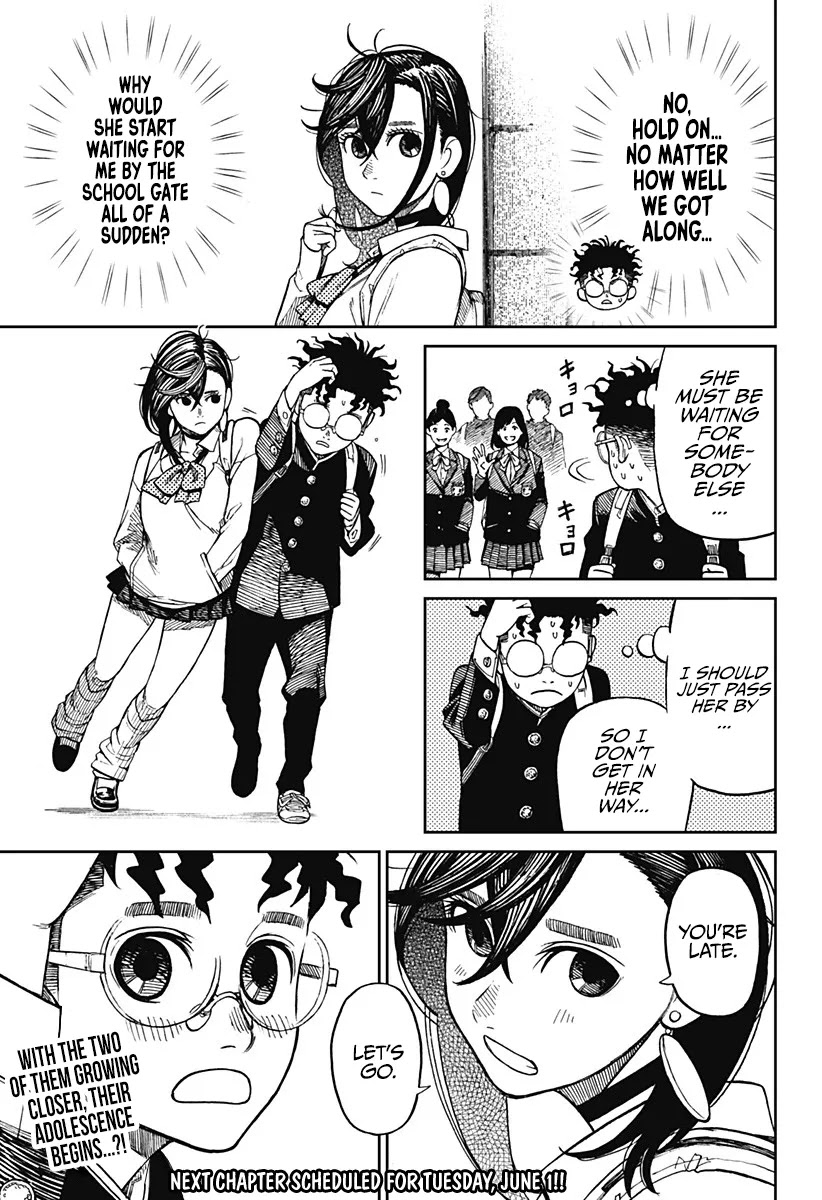 NO,
HOLD ON...
NO MATTER
HOW WELL
WE GOT
ALONG...
WHY
WOULD
SHE START
WAITING FOR
ME BY THE
SCHOOL GATE
ALL OF A
SUDDEN?
キョロ
キョロ
SHE
MUST BE
WAITING
FOR
SOME-
BODY
ELSE
...
I SHOULD
JUST PASS
HER BY
...
SO I
DON'T
GET IN
HER
WAY...
YOU'RE
LATE.
LET'S
GO.
WITH THE TWO
OF THEM GROWING
CLOSER, THEIR
ADOLESCENCE
BEGINS...?!
NEXT CHAPTER SCHEDULED FOR TUESDAY, JUNE 1!!